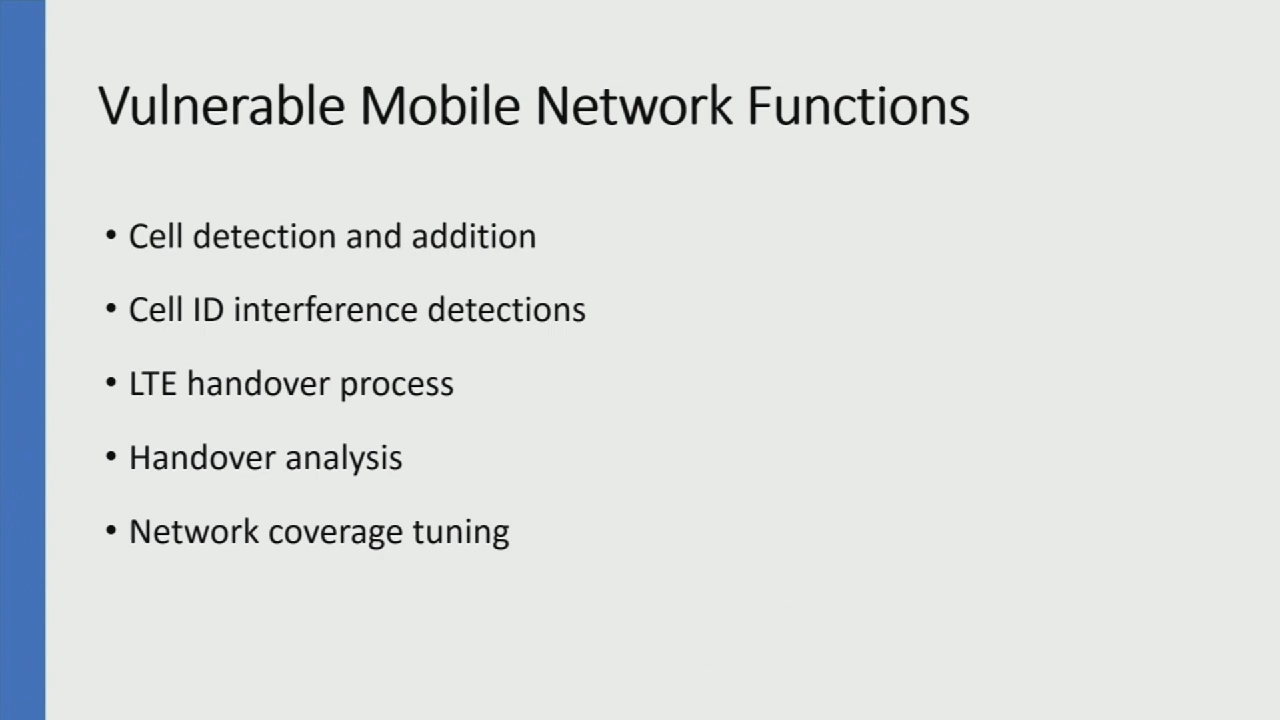 Vulnerable Mobile Network Functions
• Cell detection and addition
• Cell ID interference detections
• LTE handover process
• Handover analysis
• Network coverage tuning